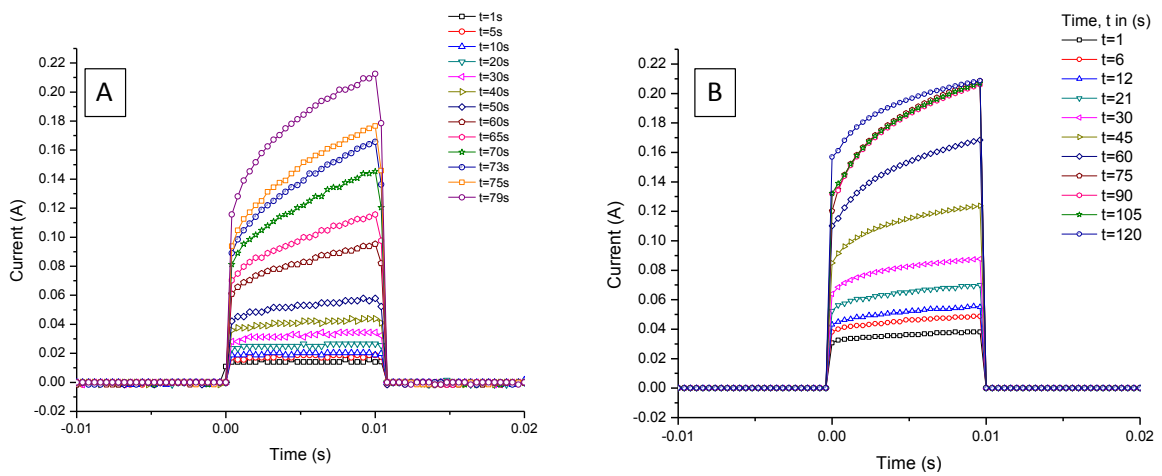 A
Current (A)
0.22
0.20
0.18
0.16
0.14
0.12
0.10
0.08
0.06
0.04
0.02
0.00
-0.02
-0.01
0.00
0.01
0.02
Time (s)
t=1s
t=5s
t=10s
t=20s
t=30s
t=40s
t=50s
t=60s
t=65s
t=70s
t=73s
t=75s
t=79s
B
Current (A)
0.22
0.20
0.18
0.16
0.14
0.12
0.10
0.08
0.06
0.04
0.02
0.00
-0.02
-0.01
0.00
0.01
0.02
Time (s)
Time, t in (s)
t=1
t=6
t=12
t=21
t=30
t=45
t=60
t=75
t=90
t=105
t=120